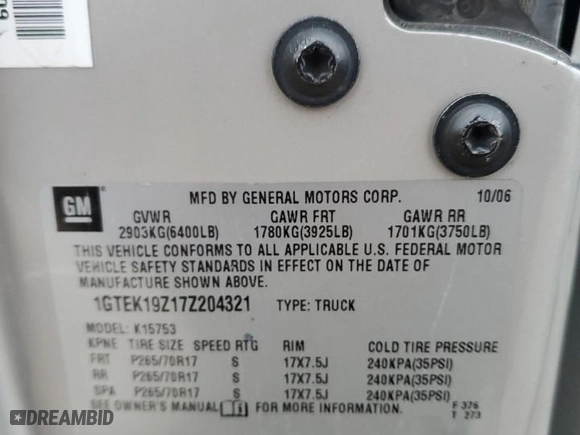 GM
MFD BY GENERAL MOTORS CORP. 10/06
GVWR GAWR FRT GAWR RR
2903KG(6400LB) 1780KG(3925LB) 1701KG(3750LB)
THIS VEHICLE CONFORMS TO ALL APPLICABLE U.S. FEDERAL MOTOR
VEHICLE SAFETY STANDARDS IN EFFECT ON THE DATE OF
MANUFACTURE SHOWN ABOVE.
1GTEK19Z17Z204321 TYPE: TRUCK
MODEL: K15753
KPNE TIRE SIZE SPEED RTG RIM COLD TIRE PRESSURE
FRT P265/70R17 S 17X7.5J 240KPA(35PSI)
RR P265/70R17 S 17X7.5J 240KPA(35PSI)
SPA P265/70R17 S 17X7.5J 240KPA(35PSI)
SEE OWNER'S MANUAL FOR MORE INFORMATION F 376
T 273
DREAMBID